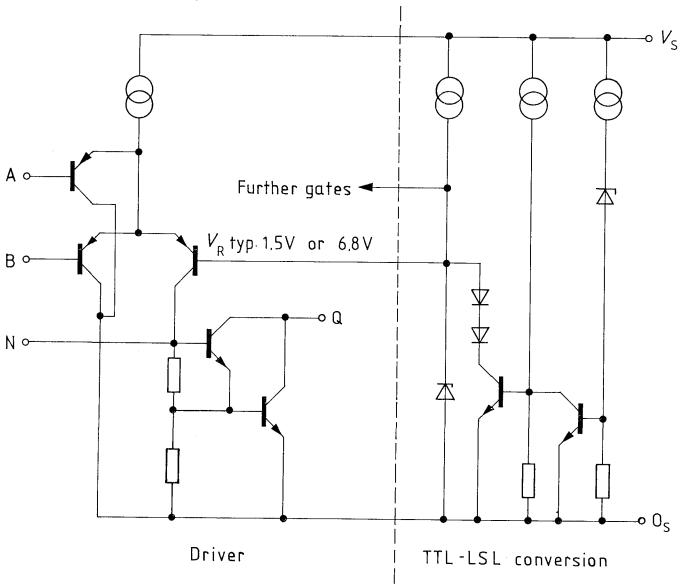 V_S
A
Further gates
B
V_R typ. 1,5V or 6,8V
Q
N
0_S
Driver
TTL-LSL conversion